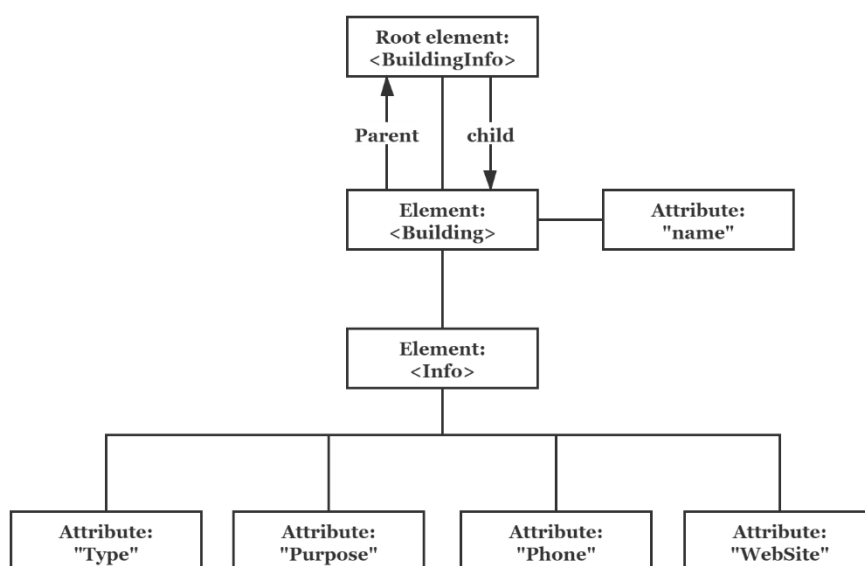 Root element:
<BuildingInfo>
Parent
child
Element:
<Building>
Attribute:
"name"
Element:
<Info>
Attribute:
"Type"
Attribute:
"Purpose"
Attribute:
"Phone"
Attribute:
"WebSite"